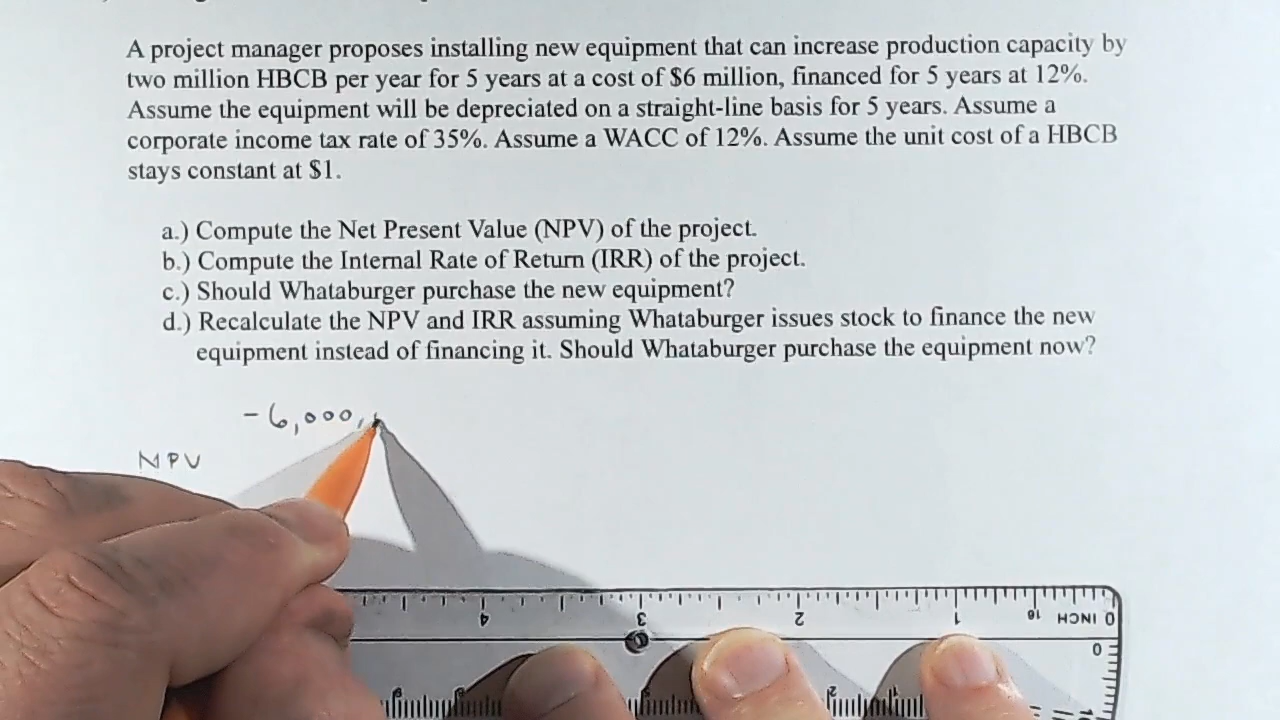 A project manager proposes installing new equipment that can increase production capacity by
two million HBCB per year for 5 years at a cost of $6 million, financed for 5 years at 12%.
Assume the equipment will be depreciated on a straight-line basis for 5 years. Assume a
corporate income tax rate of 35%. Assume a WACC of 12%. Assume the unit cost of a HBCB
stays constant at $1.
a.) Compute the Net Present Value (NPV) of the project.
b.) Compute the Internal Rate of Return (IRR) of the project.
c.) Should Whataburger purchase the new equipment?
d.) Recalculate the NPV and IRR assuming Whataburger issues stock to finance the new
equipment instead of financing it. Should Whataburger purchase the equipment now?
-6,000,
NPV
4 3 2 1 16 0 INCH
0